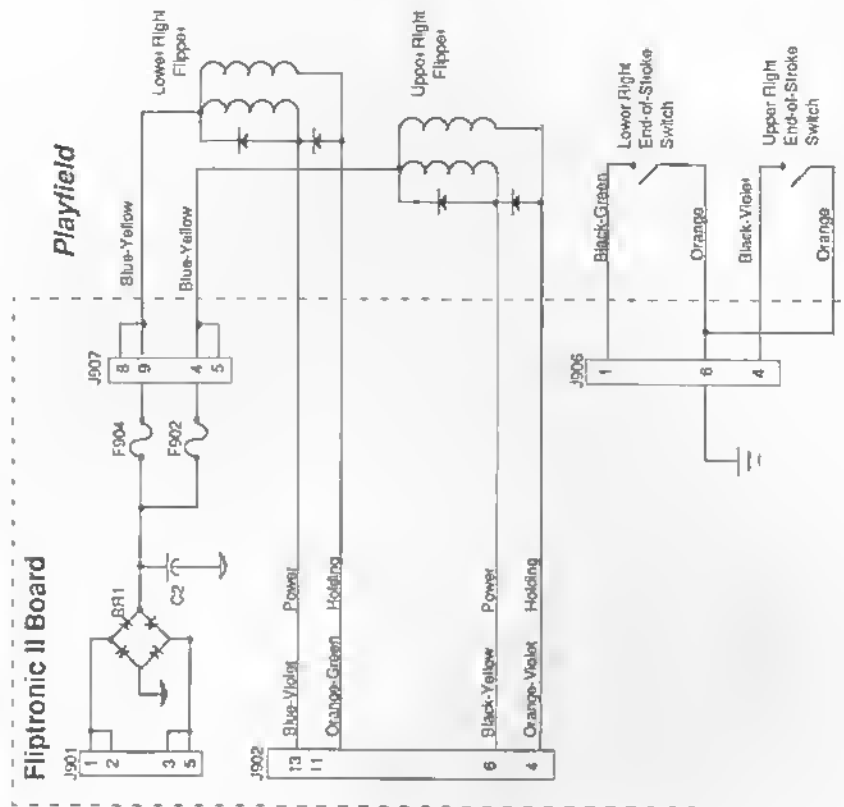 Fliptronic II Board
Playfield
J901
1
2
3
5
BR1
C2
F904
F902
J907
8
9
4
5
Blue-Yellow
Blue-Yellow
Lower Right
Flipper
Upper Right
Flipper
J902
13
11
6
4
Blue-Violet
Power
Orange-Green
Holding
Black-Yellow
Power
Orange-Violet
Holding
J906
1
6
4
Black-Green
Orange
Black-Violet
Orange
Lower Right
End-of-Stroke
Switch
Upper Right
End-of-Stroke
Switch